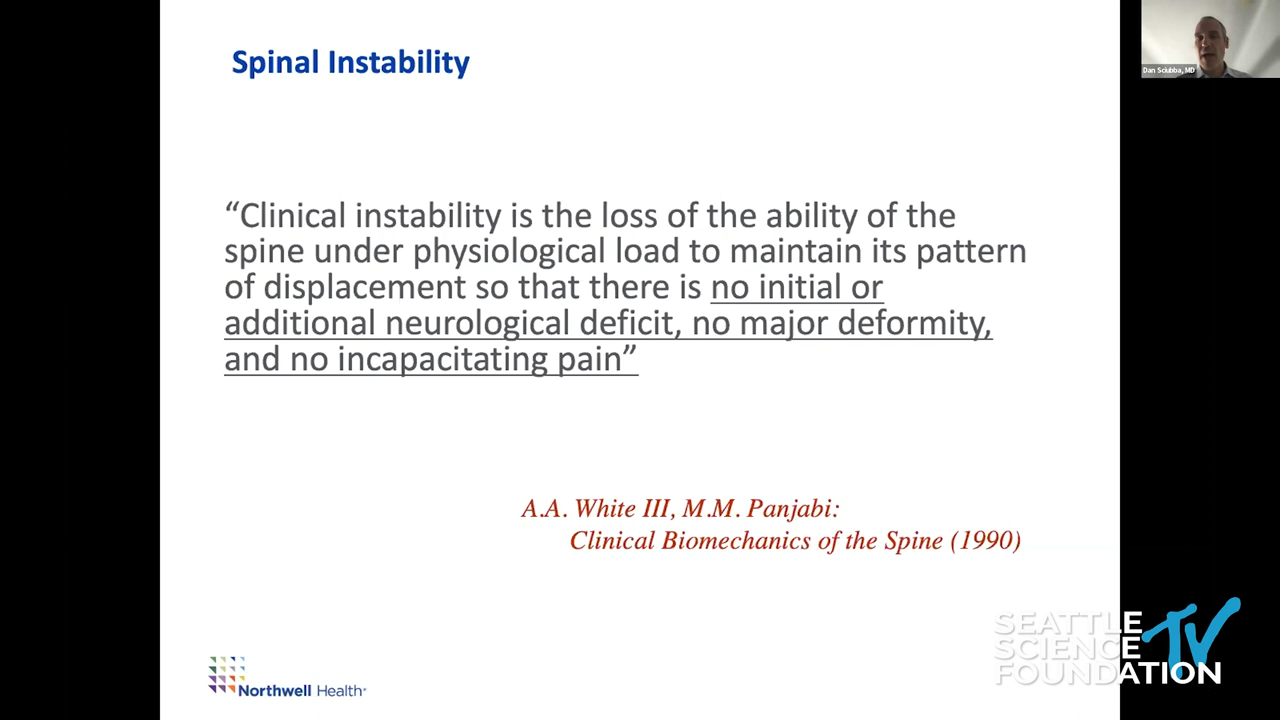 Spinal Instability
Dan Sciubba, MD
“Clinical instability is the loss of the ability of the
spine under physiological load to maintain its pattern
of displacement so that there is no initial or
additional neurological deficit, no major deformity,
and no incapacitating pain”
A.A. White III, M.M. Panjabi:
Clinical Biomechanics of the Spine (1990)
SEATTLE
SCIENCE
FOUNDATION
TV
Northwell Health®